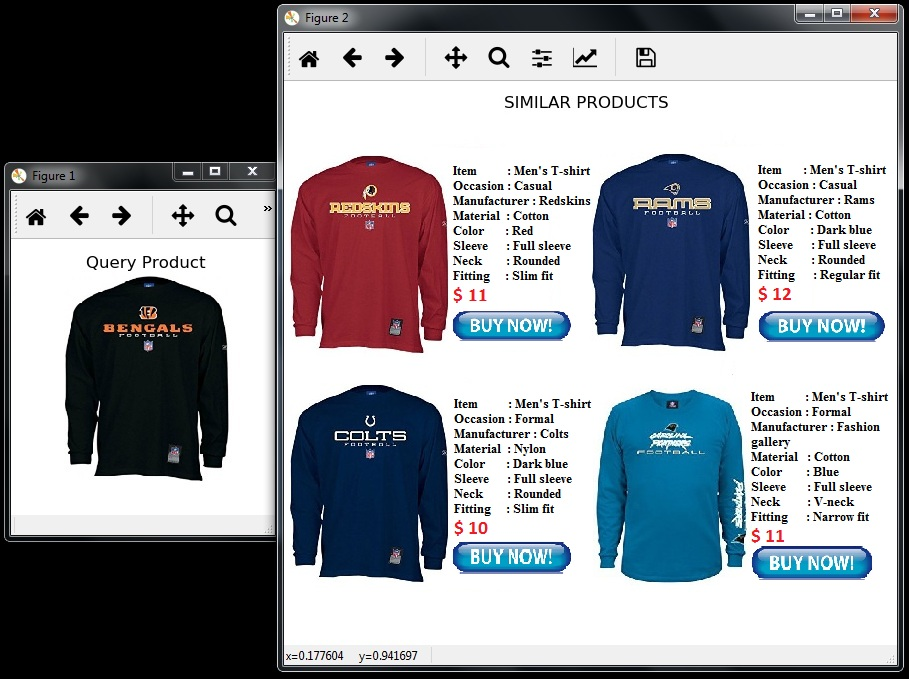 Figure 2
SIMILAR PRODUCTS
REDSKINS
FOOTBALL
Item : Men's T-shirt
Occasion : Casual
Manufacturer : Redskins
Material : Cotton
Color : Red
Sleeve : Full sleeve
Neck : Rounded
Fitting : Slim fit
$ 11
BUY NOW!
RAMS
FOOTBALL
Item : Men's T-shirt
Occasion : Casual
Manufacturer : Rams
Material : Cotton
Color : Dark blue
Sleeve : Full sleeve
Neck : Rounded
Fitting : Regular fit
$ 12
BUY NOW!
COLTS
FOOTBALL
Item : Men's T-shirt
Occasion : Formal
Manufacturer : Colts
Material : Nylon
Color : Dark blue
Sleeve : Full sleeve
Neck : Rounded
Fitting : Slim fit
$ 10
BUY NOW!
CAROLINA
PANTHERS
FOOTBALL
Item : Men's T-shirt
Occasion : Formal
Manufacturer : Fashion
gallery
Material : Cotton
Color : Blue
Sleeve : Full sleeve
Neck : V-neck
Fitting : Narrow fit
$ 11
BUY NOW!
x=0.177604 y=0.941697
Figure 1
»
Query Product
BENGALS
FOOTBALL